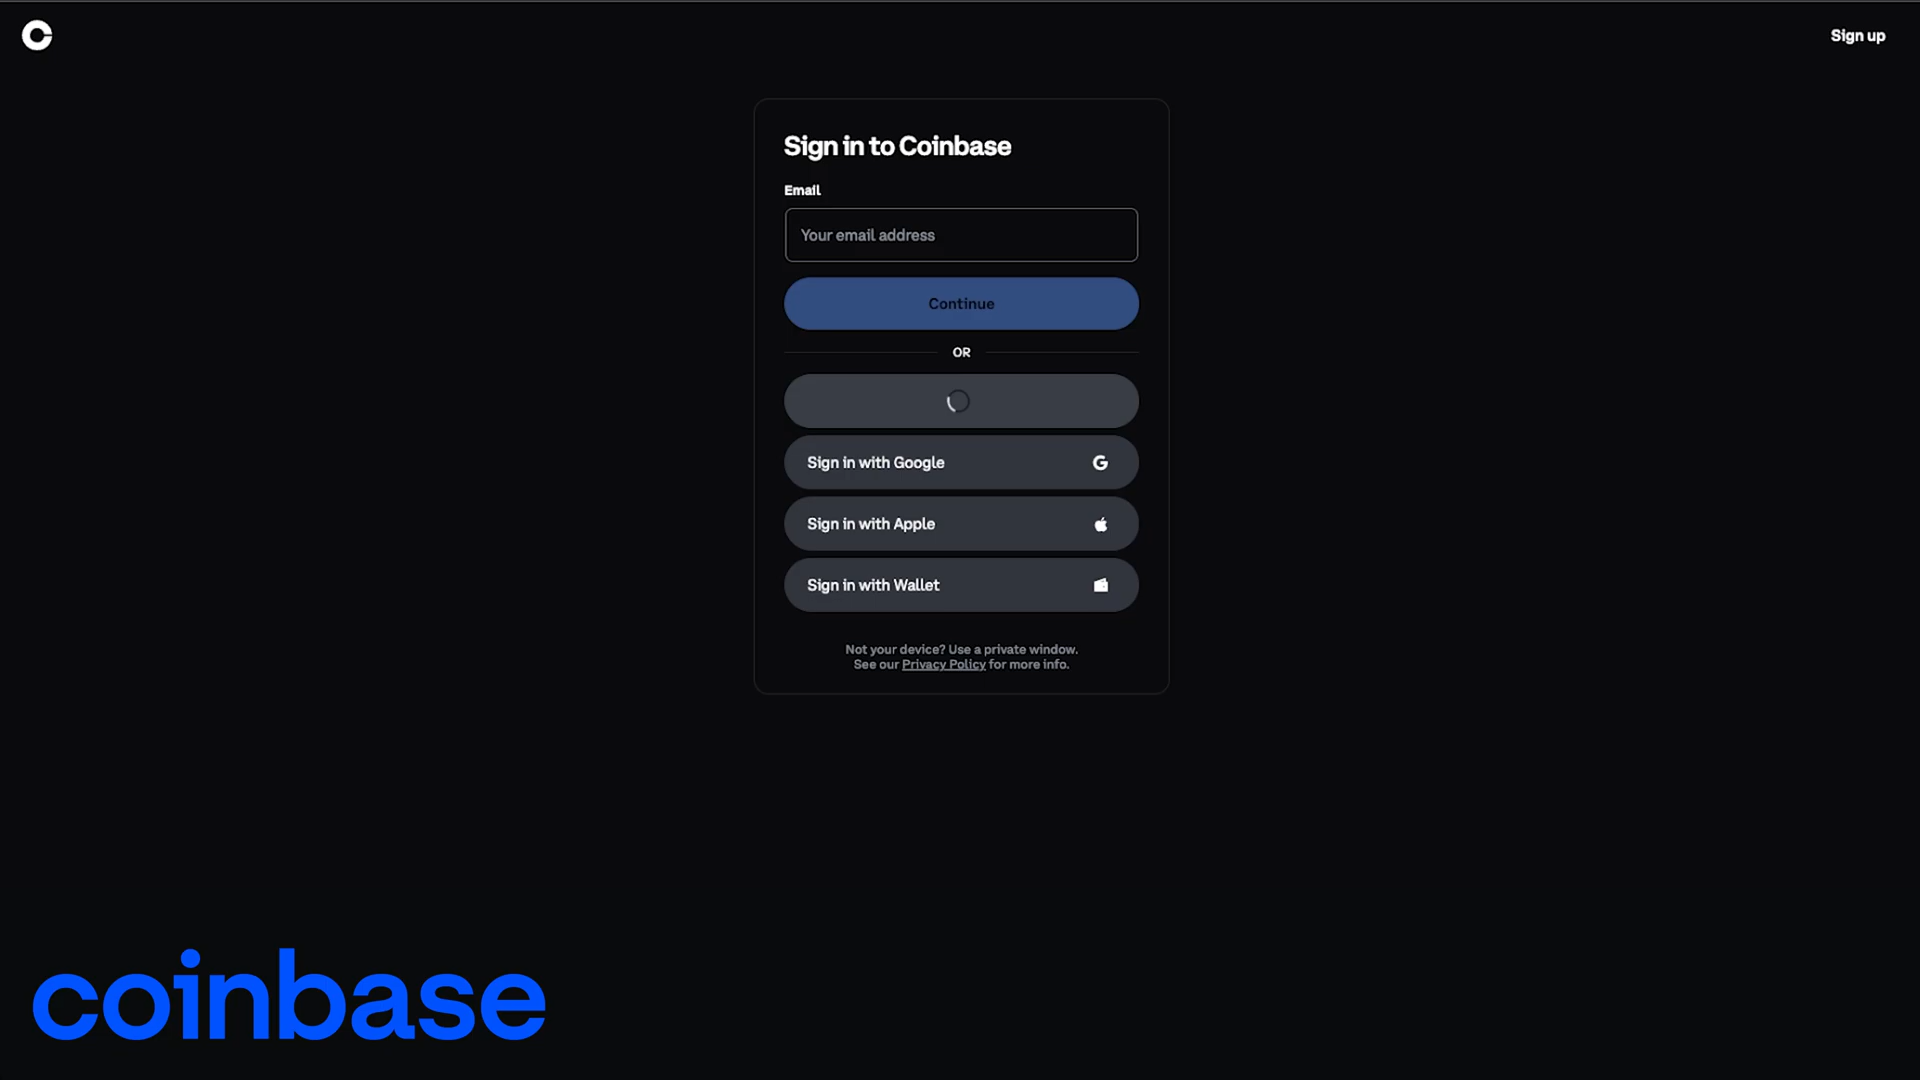 Sign up
Sign in to Coinbase
Email
Your email address
Continue
OR
Sign in with Google
Sign in with Apple
Sign in with Wallet
Not your device? Use a private window.
See our Privacy Policy for more info.
coinbase